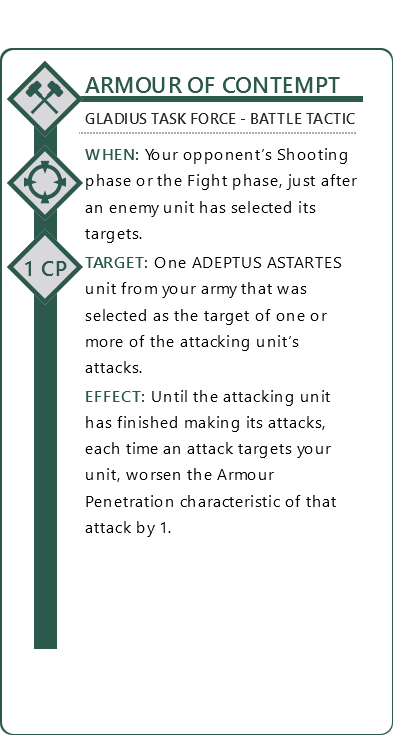 ARMOUR OF CONTEMPT
GLADIUS TASK FORCE - BATTLE TACTIC
WHEN: Your opponent's Shooting
phase or the Fight phase, just after
an enemy unit has selected its
targets.
1 CP
TARGET: One ADEPTUS ASTARTES
unit from your army that was
selected as the target of one or
more of the attacking unit's
attacks.
EFFECT: Until the attacking unit
has finished making its attacks,
each time an attack targets your
unit, worsen the Armour
Penetration characteristic of that
attack by 1.